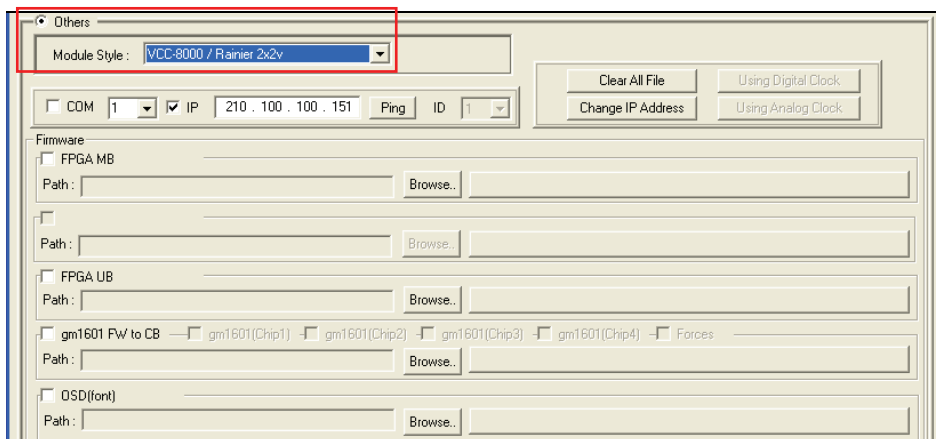 Others
Module Style : VCC-8000 / Rainier 2x2v
Clear All File Using Digital Clock
COM 1 IP 210 . 100 . 100 . 151 Ping ID 1 Change IP Address Using Analog Clock
Firmware
FPGA MB
Path : Browse..
Path : Browse..
FPGA UB
Path : Browse..
gm1601 FW to CB gm1601(Chip1) gm1601(Chip2) gm1601(Chip3) gm1601(Chip4) Forces
Path : Browse..
OSD(font)
Path : Browse..